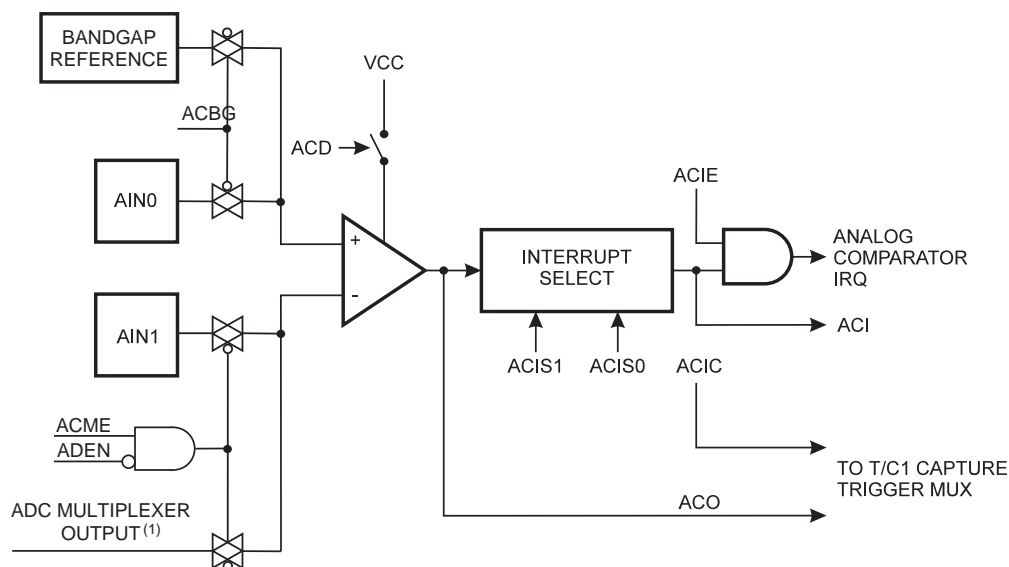 BANDGAP
REFERENCE
VCC
ACBG
ACD
AIN0
ACIE
+
INTERRUPT
SELECT
ANALOG
COMPARATOR
IRQ
-
AIN1
ACI
ACIS1
ACIS0
ACIC
ACME
ADEN
TO T/C1 CAPTURE
TRIGGER MUX
ACO
ADC MULTIPLEXER
OUTPUT(1)